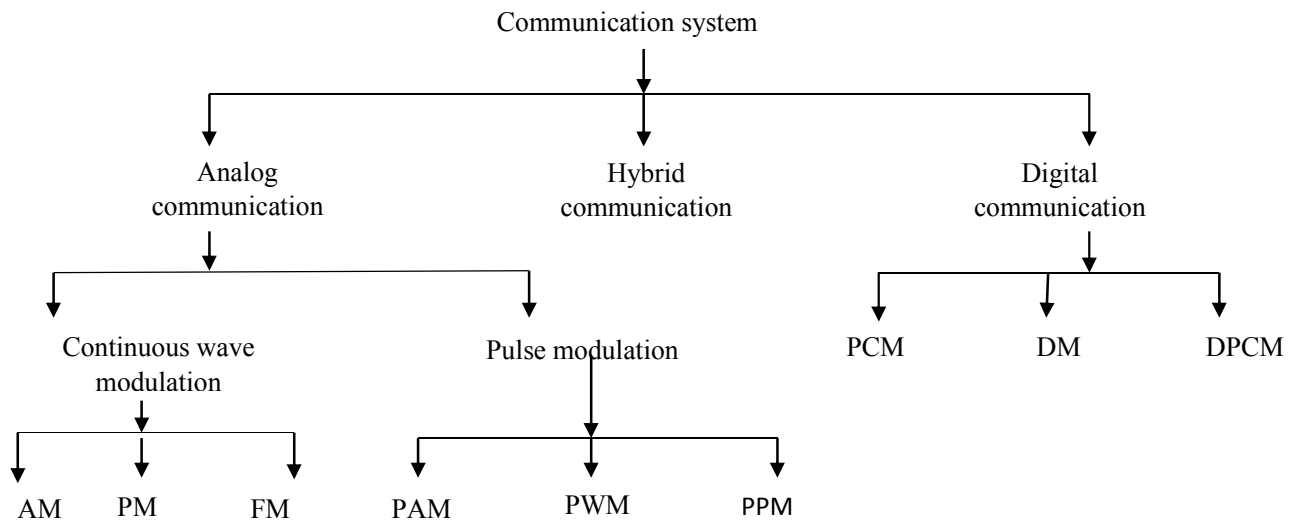 Communication system
Analog
communication
Hybrid
communication
Digital
communication
Continuous wave
modulation
Pulse modulation
PCM
DM
DPCM
AM
PM
FM
PAM
PWM
PPM